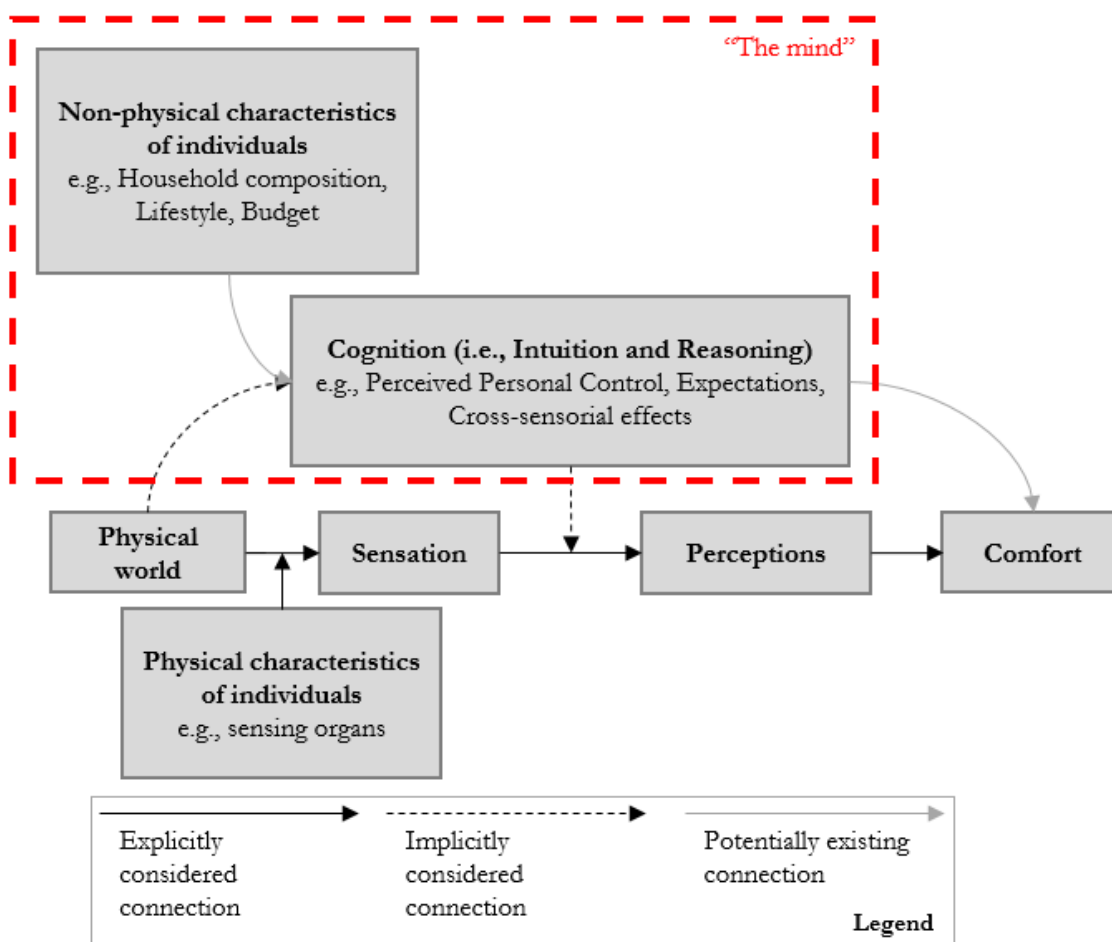 “The mind”
Non-physical characteristics
of individuals
e.g., Household composition,
Lifestyle, Budget
Cognition (i.e., Intuition and Reasoning)
e.g., Perceived Personal Control, Expectations,
Cross-sensorial effects
Physical
world
Sensation
Perceptions
Comfort
Physical characteristics
of individuals
e.g., sensing organs
Explicitly
considered
connection
Implicitly
considered
connection
Potentially existing
connection
Legend